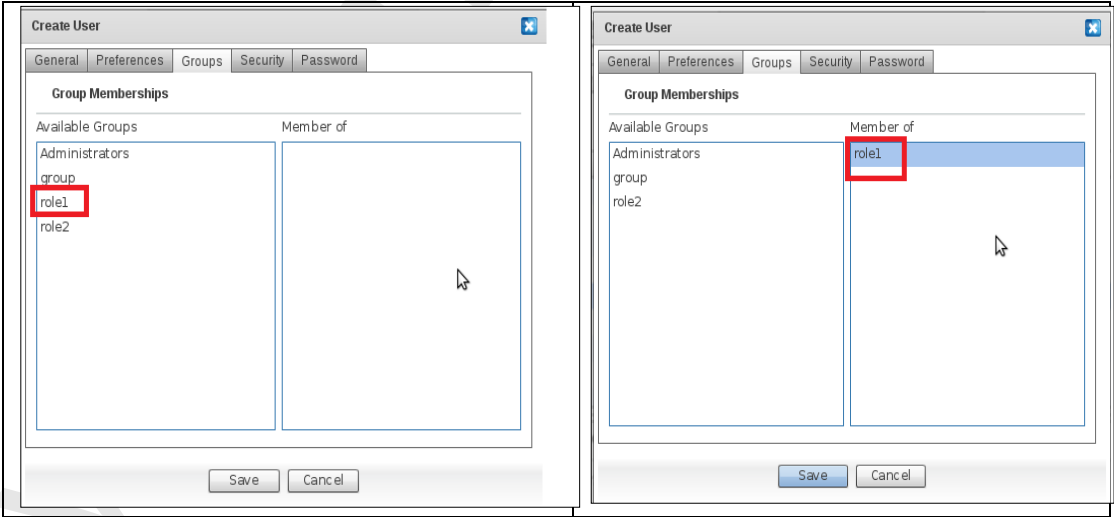 Create User
General Preferences Groups Security Password
Group Memberships
Available Groups Member of
Administrators
group
role1
role2
Save Cancel
Create User
General Preferences Groups Security Password
Group Memberships
Available Groups Member of
Administrators role1
group
role2
Save Cancel